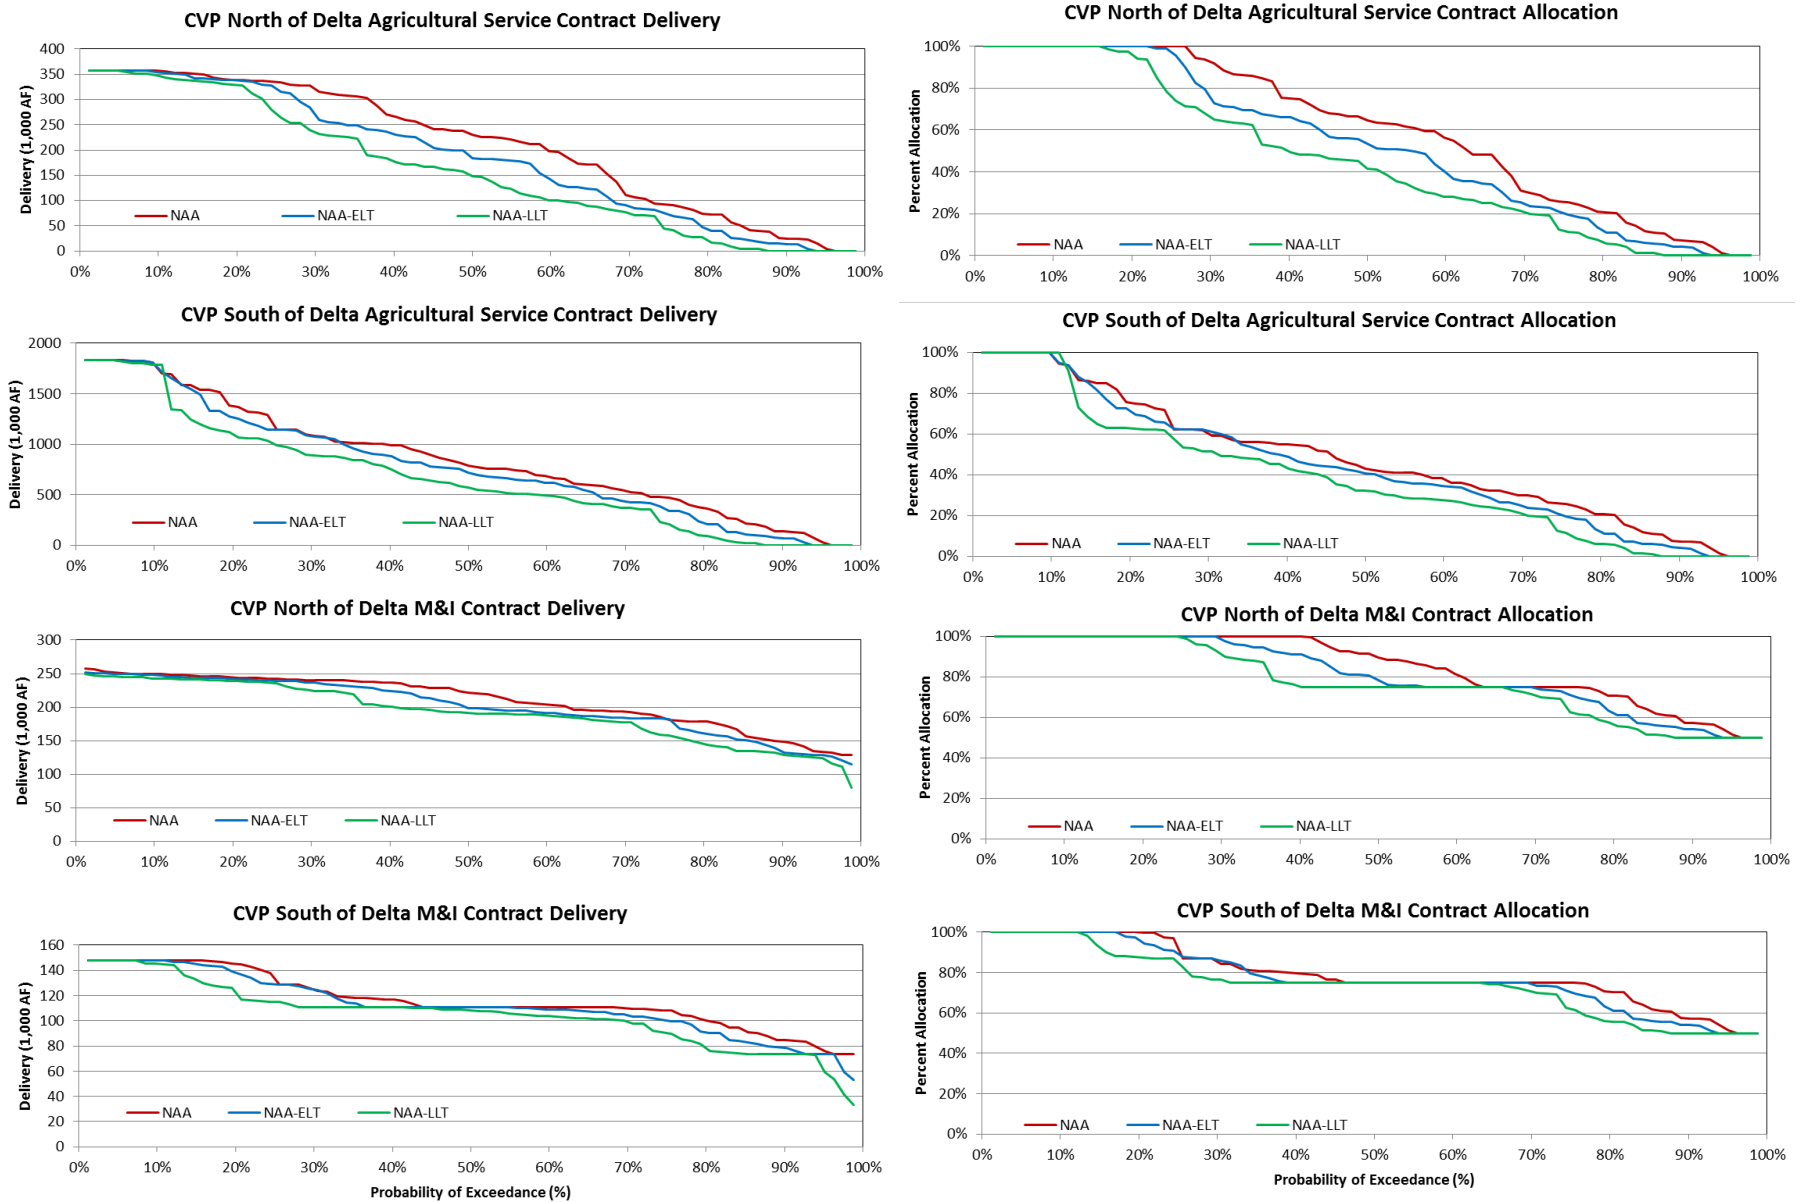 CVP North of Delta Agricultural Service Contract Delivery
Delivery (1,000 AF)
400
350
300
250
200
150
100
50
0
NAA NAA-ELT NAA-LLT
0% 10% 20% 30% 40% 50% 60% 70% 80% 90% 100%
CVP North of Delta Agricultural Service Contract Allocation
Percent Allocation
100%
80%
60%
40%
20%
0%
NAA NAA-ELT NAA-LLT
0% 10% 20% 30% 40% 50% 60% 70% 80% 90% 100%
CVP South of Delta Agricultural Service Contract Delivery
Delivery (1,000 AF)
2000
1500
1000
500
0
NAA NAA-ELT NAA-LLT
0% 10% 20% 30% 40% 50% 60% 70% 80% 90% 100%
CVP South of Delta Agricultural Service Contract Allocation
Percent Allocation
100%
80%
60%
40%
20%
0%
NAA NAA-ELT NAA-LLT
0% 10% 20% 30% 40% 50% 60% 70% 80% 90% 100%
CVP North of Delta M&I Contract Delivery
Delivery (1,000 AF)
300
250
200
150
100
50
0
NAA NAA-ELT NAA-LLT
0% 10% 20% 30% 40% 50% 60% 70% 80% 90% 100%
CVP North of Delta M&I Contract Allocation
Percent Allocation
100%
80%
60%
40%
20%
0%
NAA NAA-ELT NAA-LLT
0% 10% 20% 30% 40% 50% 60% 70% 80% 90% 100%
CVP South of Delta M&I Contract Delivery
Delivery (1,000 AF)
160
140
120
100
80
60
40
20
0
NAA NAA-ELT NAA-LLT
0% 10% 20% 30% 40% 50% 60% 70% 80% 90% 100%
Probability of Exceedance (%)
CVP South of Delta M&I Contract Allocation
Percent Allocation
100%
80%
60%
40%
20%
0%
NAA NAA-ELT NAA-LLT
0% 10% 20% 30% 40% 50% 60% 70% 80% 90% 100%
Probability of Exceedance (%)